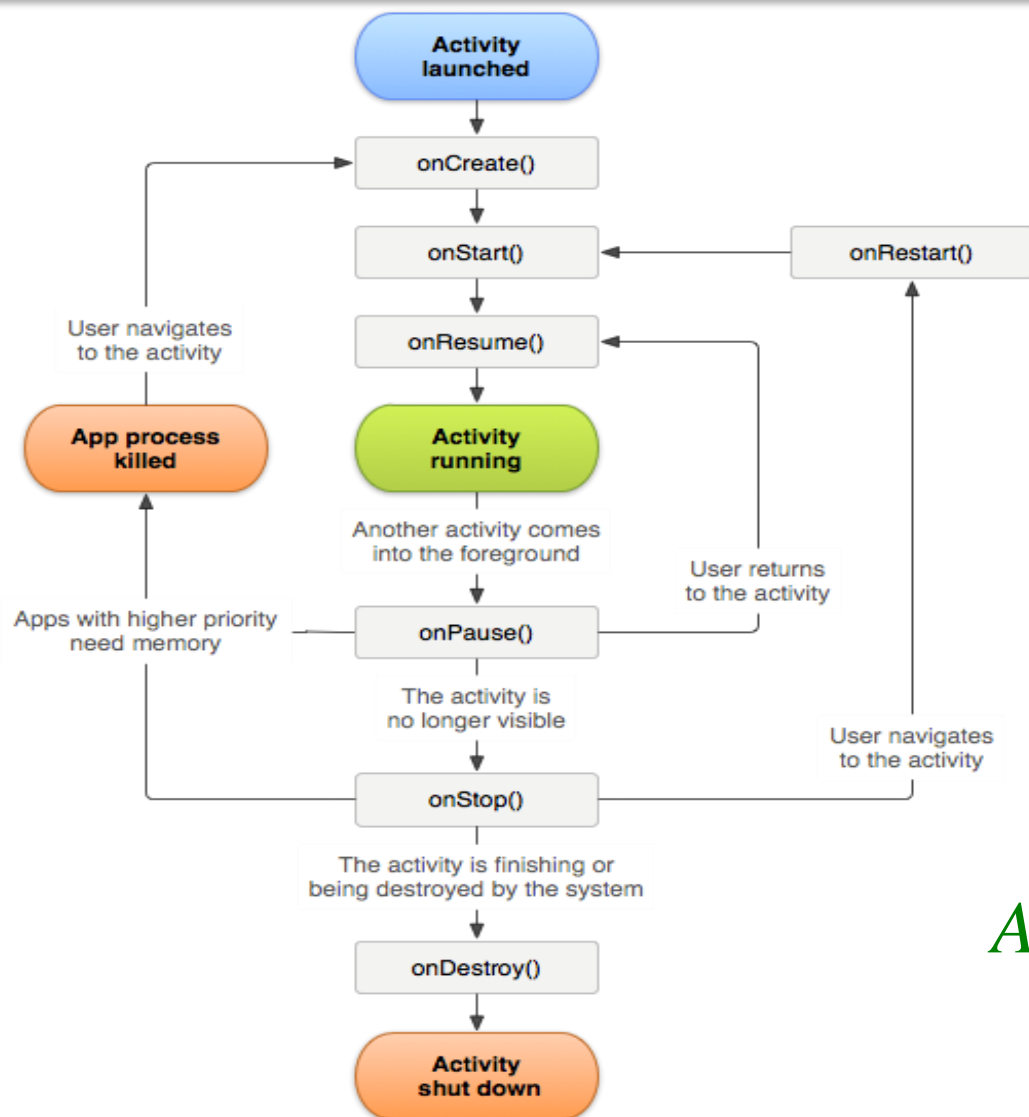 Activity
launched
onCreate()
onStart()
onRestart()
onResume()
User navigates
to the activity
App process
killed
Activity
running
Another activity comes
into the foreground
User returns
to the activity
Apps with higher priority
need memory
onPause()
The activity is
no longer visible
User navigates
to the activity
onStop()
The activity is finishing or
being destroyed by the system
A
onDestroy()
Activity
shut down